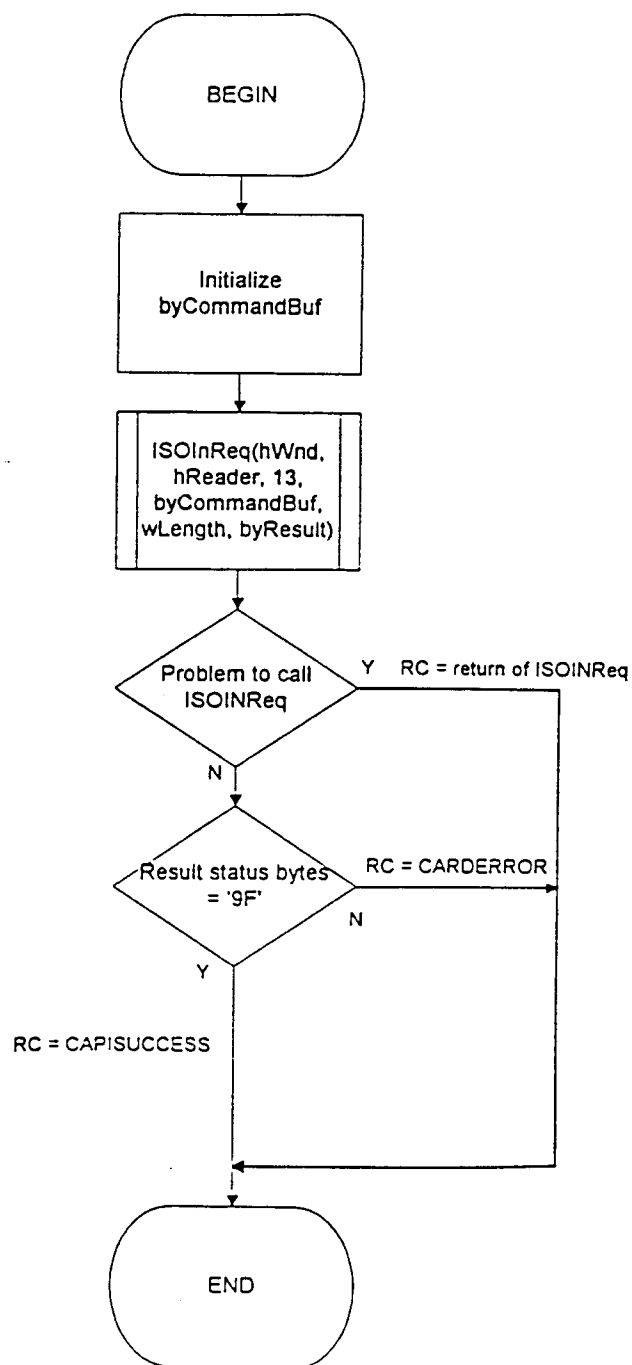 BEGIN
Initialize
byCommandBuf
ISOInReq(hWnd,
hReader, 13,
byCommandBuf,
wLength, byResult)
Problem to call
ISOINReq
Y
RC = return of ISOINReq
N
Result status bytes
= '9F'
RC = CARDERROR
N
Y
RC = CAPISUCCESS
END